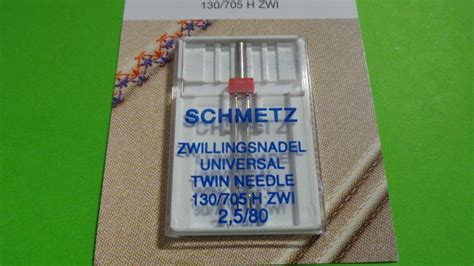 130/705 H ZWI
SCHMETZ
ZWILLINGSNADEL
UNIVERSAL
TWIN NEEDLE
130/705 H ZWI
2,5/80